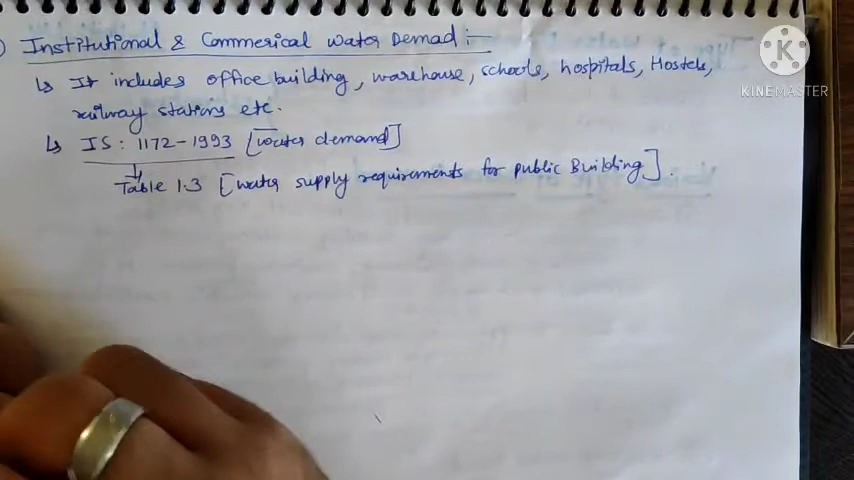 Institutional & Commerical Water Demad :-
↳ It includes office building, warehouse, schools, hospitals, Hostels,
railway stations etc.
↳ IS : 1172-1993 [water demand]
↓
Table 1.3 [water supply requirements for public Building].
KINEMASTER